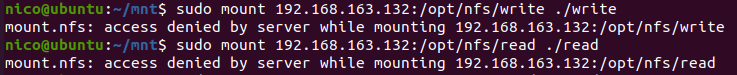 nico@ubuntu:~/mnt$ sudo mount 192.168.163.132:/opt/nfs/write ./write
mount.nfs: access denied by server while mounting 192.168.163.132:/opt/nfs/write
nico@ubuntu:~/mnt$ sudo mount 192.168.163.132:/opt/nfs/read ./read
mount.nfs: access denied by server while mounting 192.168.163.132:/opt/nfs/read